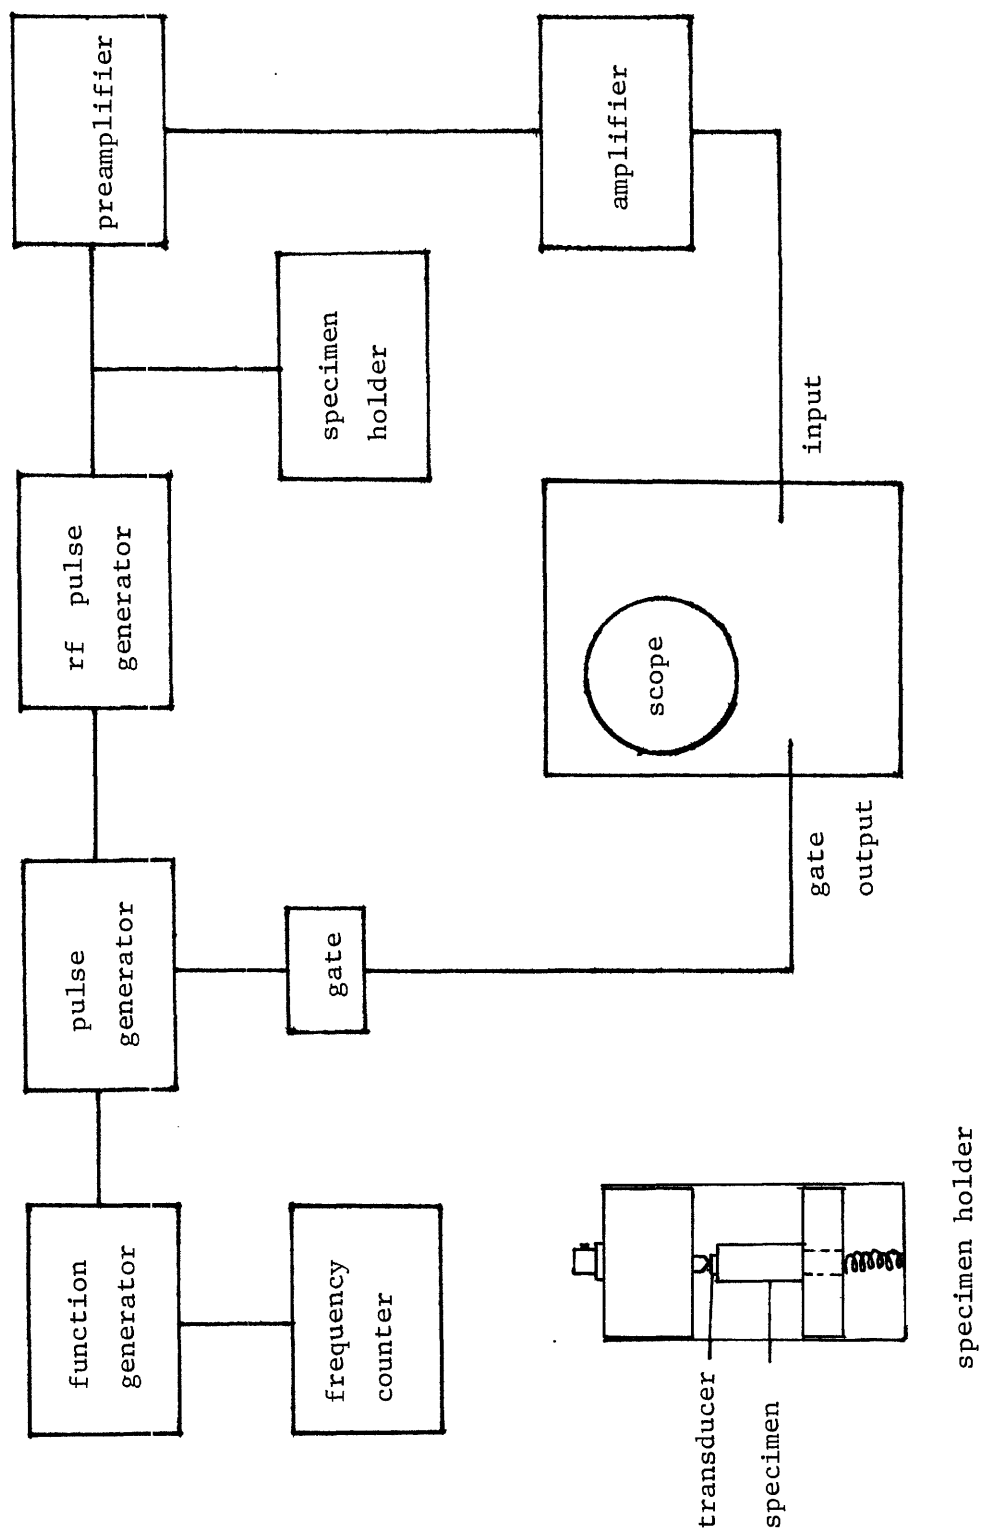 function
generator
pulse
generator
rf pulse
generator
preamplifier
frequency
counter
gate
specimen
holder
amplifier
gate
output
scope
input
transducer
specimen
specimen holder